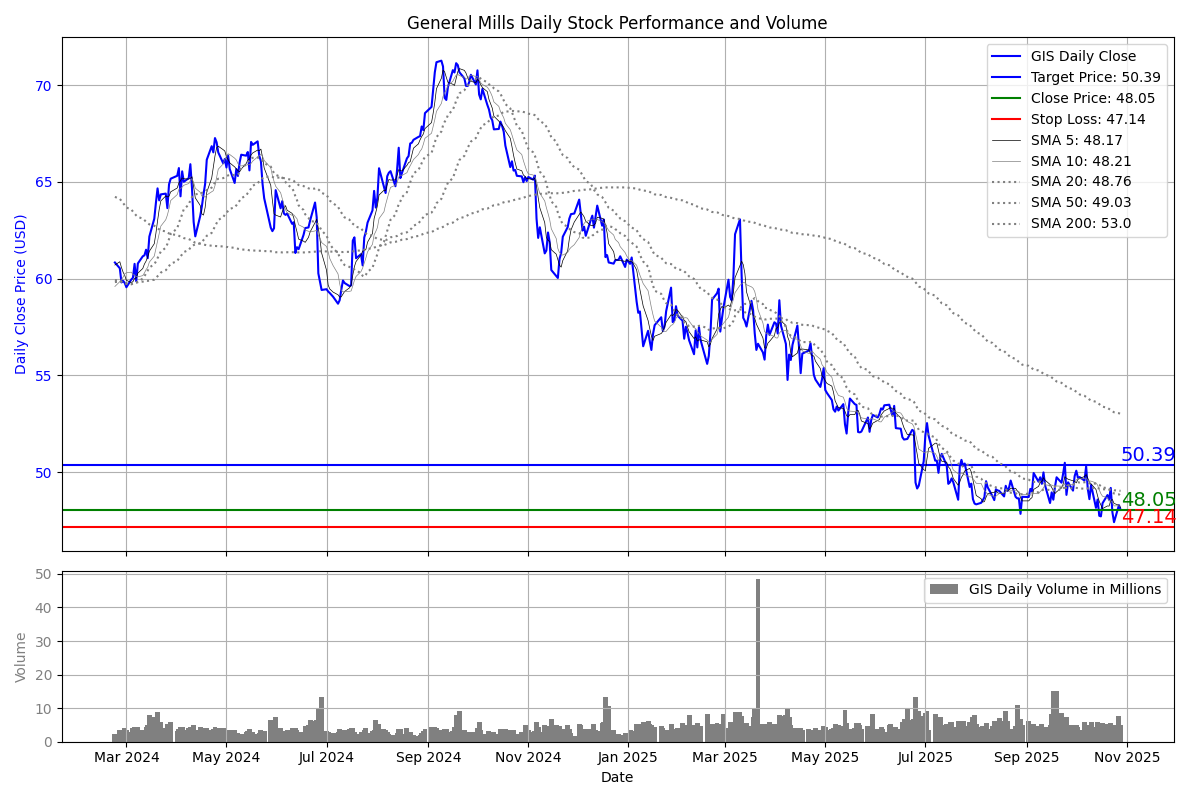 General Mills Daily Stock Performance and Volume
Daily Close Price (USD)
70
65
60
55
50
GIS Daily Close
Target Price: 50.39
Close Price: 48.05
Stop Loss: 47.14
SMA 5: 48.17
SMA 10: 48.21
SMA 20: 48.76
SMA 50: 49.03
SMA 200: 53.0
50.39
48.05
47.14
Volume
50
40
30
20
10
0
GIS Daily Volume in Millions
Mar 2024 May 2024 Jul 2024 Sep 2024 Nov 2024 Jan 2025 Mar 2025 May 2025 Jul 2025 Sep 2025 Nov 2025
Date